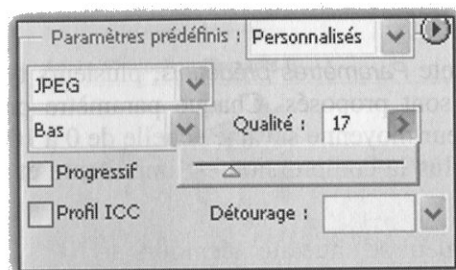 Paramètres prédéfinis : Personnalisés
JPEG
Bas Qualité : 17
Progressif
Profil ICC Détourage :